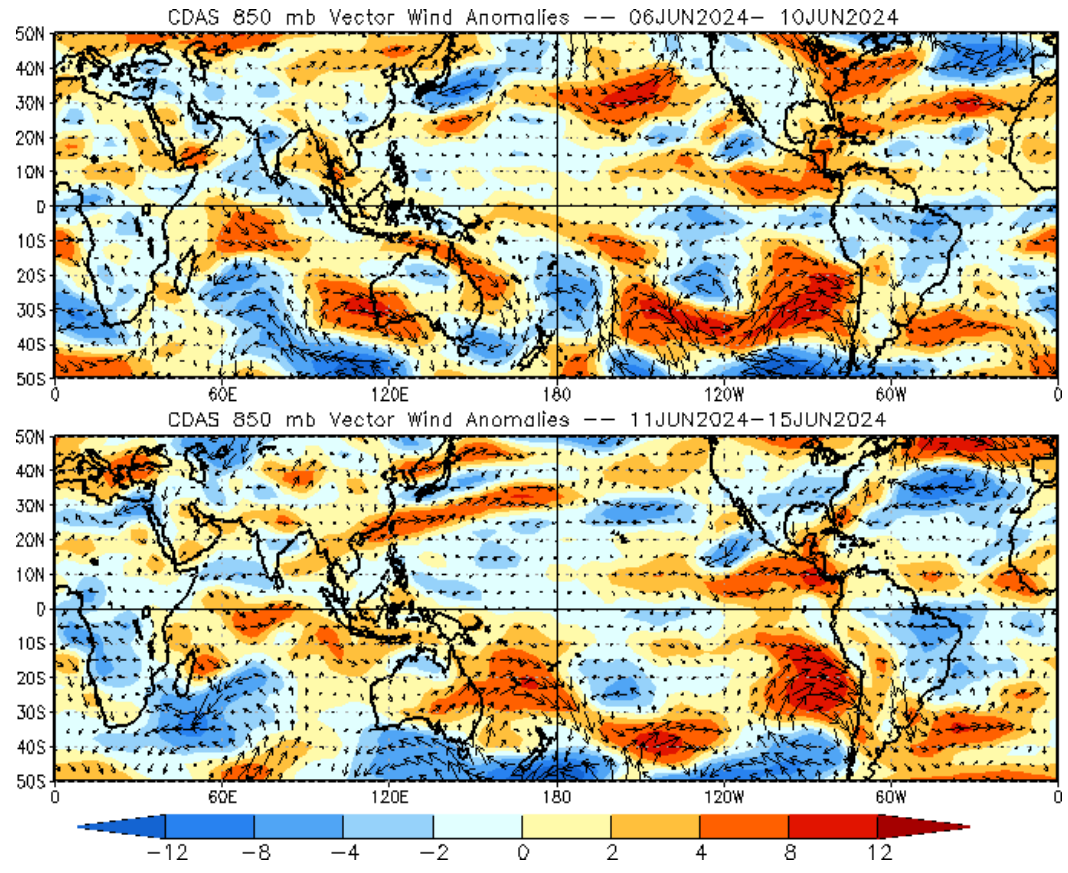 CDAS 850 mb Vector Wind Anomalies -- 06JUN2024- 10JUN2024
50N
40N
30N
20N
10N
0
10S
20S
30S
40S
50S
0 60E 120E 180 120W 60W 0
CDAS 850 mb Vector Wind Anomalies -- 11JUN2024-15JUN2024
50N
40N
30N
20N
10N
0
10S
20S
30S
40S
50S
0 60E 120E 180 120W 60W 0
-12 -8 -4 -2 0 2 4 8 12